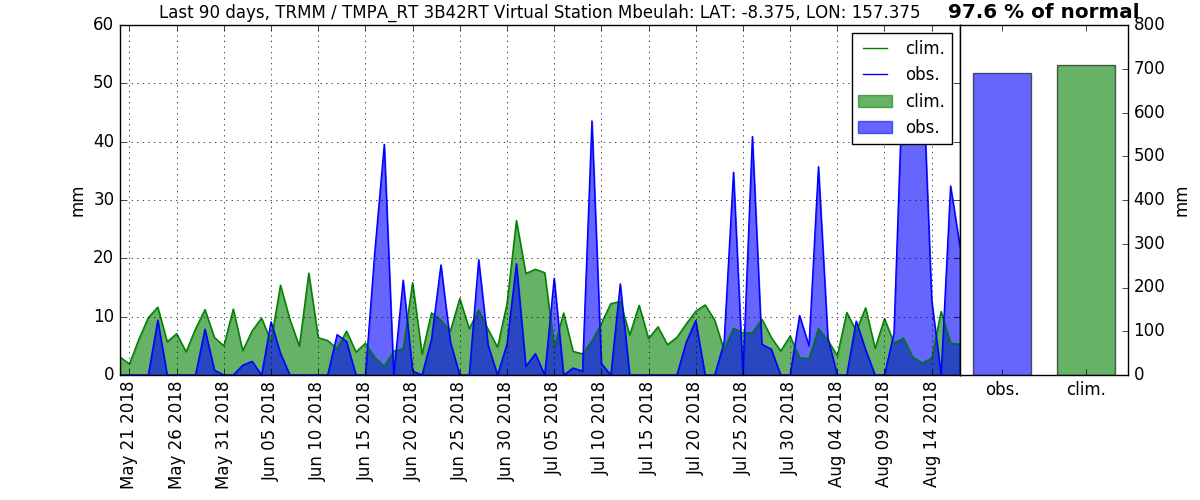 Last 90 days, TRMM / TMPA_RT 3B42RT Virtual Station Mbeulah: LAT: -8.375, LON: 157.375
97.6 % of normal
60
50
40
30
20
10
0
mm
clim.
obs.
clim.
obs.
800
700
600
500
400
300
200
100
0
mm
May 21 2018
May 26 2018
May 31 2018
Jun 05 2018
Jun 10 2018
Jun 15 2018
Jun 20 2018
Jun 25 2018
Jun 30 2018
Jul 05 2018
Jul 10 2018
Jul 15 2018
Jul 20 2018
Jul 25 2018
Jul 30 2018
Aug 04 2018
Aug 09 2018
Aug 14 2018
obs.
clim.